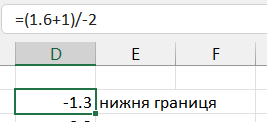 =(1.6+1)/-2
D E F
-1.3 нижня границя